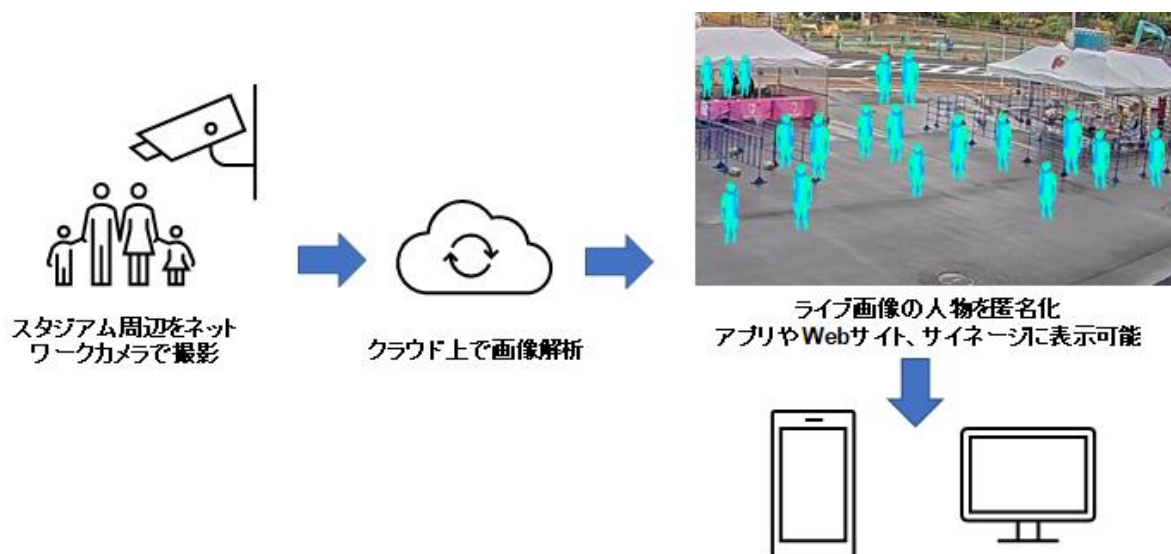 スタジアム周辺をネット
ワークカメラで撮影
クラウド上で画像解析
ライブ画像の人物を匿名化
アプリやWebサイト、サイネージに表示可能